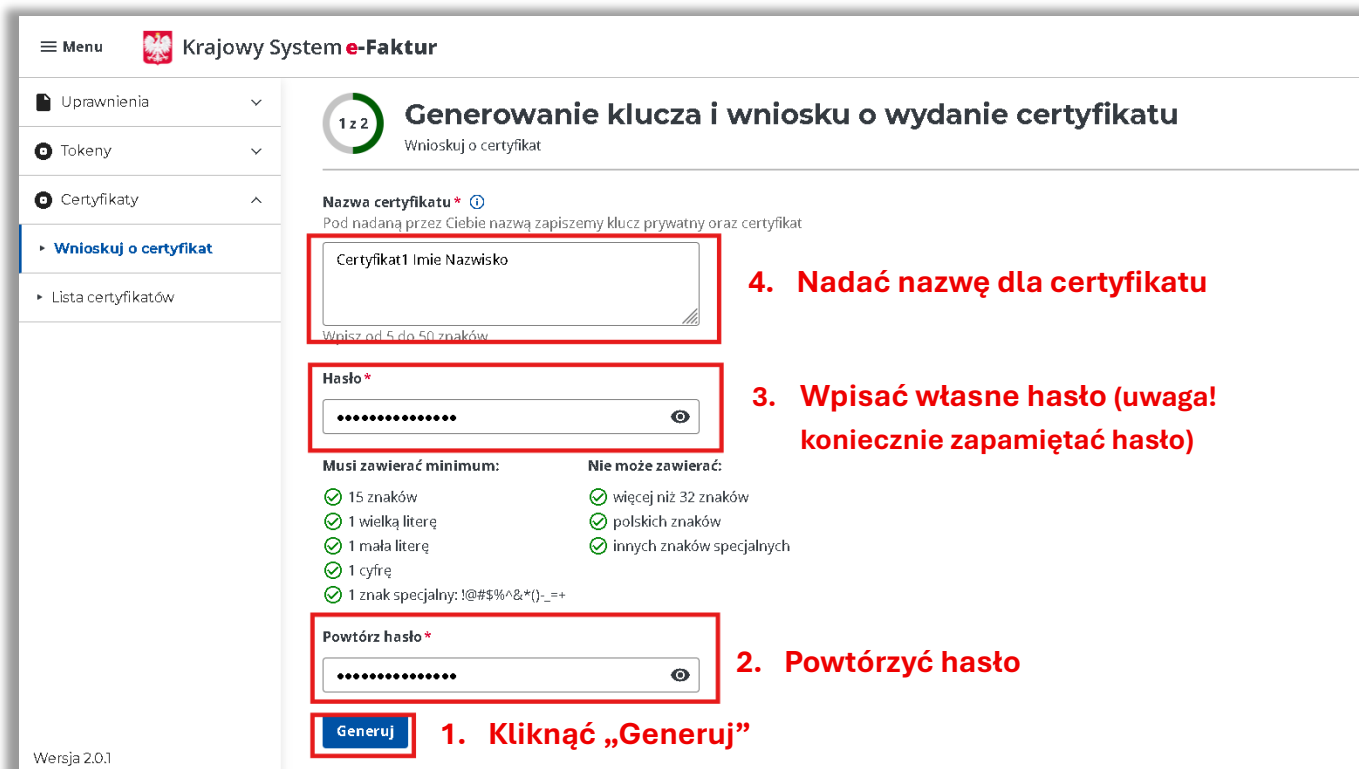 Menu
Krajowy System e-Faktur
Uprawnienia
Tokeny
Certyfikaty
Wnioskuj o certyfikat
Lista certyfikatów
Wersja 2.0.1
1 z 2
Generowanie klucza i wniosku o wydanie certyfikatu
Wnioskuj o certyfikat
Nazwa certyfikatu *
Pod nadaną przez Ciebie nazwą zapiszemy klucz prywatny oraz certyfikat
Certyfikat1 Imie Nazwisko
Wpisz od 5 do 50 znaków
4. Nadać nazwę dla certyfikatu
Hasło*
•••••••••••••••
3. Wpisać własne hasło (uwaga!
koniecznie zapamiętać hasło)
Musi zawierać minimum:
15 znaków
1 wielką literę
1 mała literę
1 cyfrę
1 znak specjalny: !@#$%^&*()-_=+
Nie może zawierać:
więcej niż 32 znaków
polskich znaków
innych znaków specjalnych
Powtórz hasło*
•••••••••••••••
2. Powtórzyć hasło
Generuj
1. Kliknąć „Generuj”